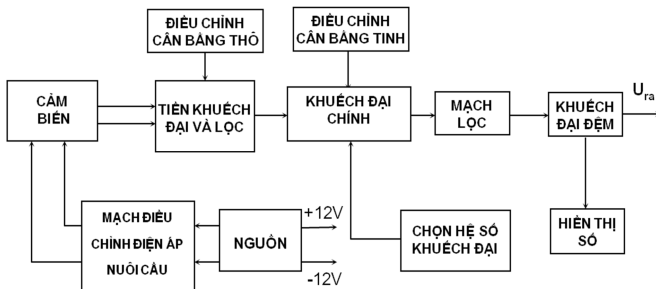 ĐIỀU CHỈNH
CÂN BẰNG THÔ
ĐIỀU CHỈNH
CÂN BẰNG TINH
CẢM
BIẾN
TIỀN KHUẾCH
ĐẠI VÀ LỌC
KHUẾCH ĐẠI
CHÍNH
MẠCH
LỌC
KHUẾCH
ĐẠI ĐỆM
Ura
MẠCH ĐIỀU
CHỈNH ĐIỆN ÁP
NUÔI CẦU
NGUỒN
+12V
-12V
CHỌN HỆ SỐ
KHUẾCH ĐẠI
HIỂN THỊ
SỐ